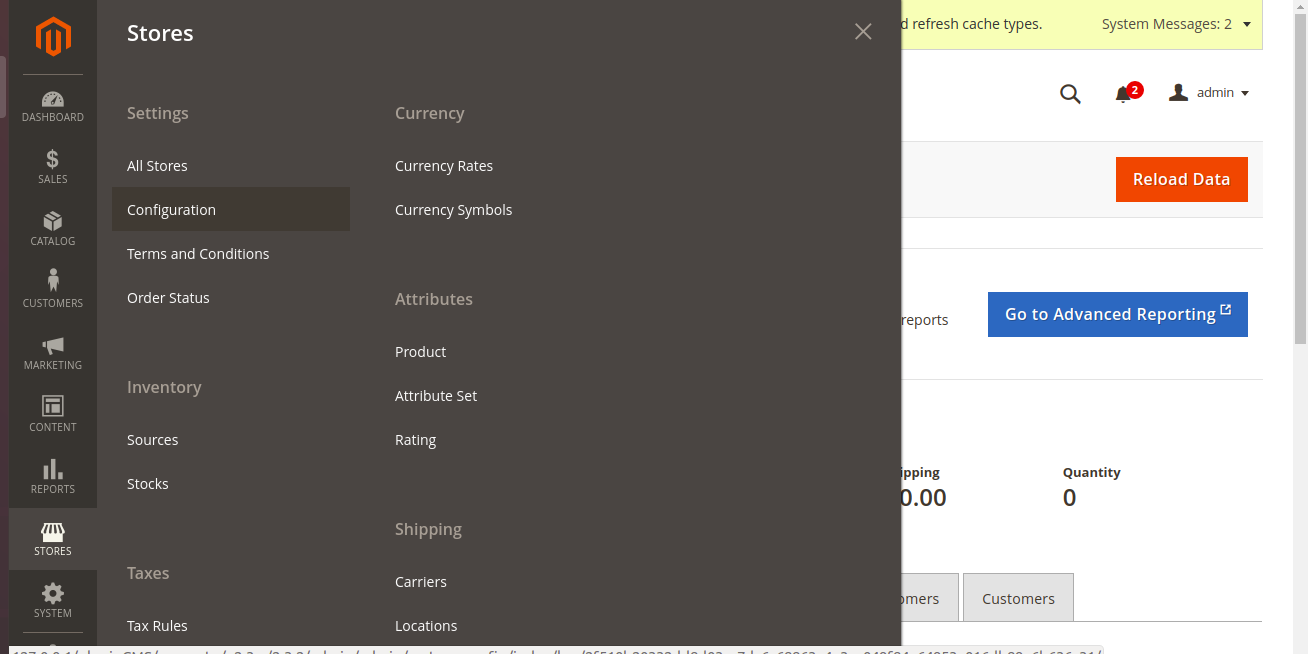 Stores
Settings
All Stores
Configuration
Terms and Conditions
Order Status
Inventory
Sources
Stocks
Taxes
Tax Rules
Currency
Currency Rates
Currency Symbols
Attributes
Product
Attribute Set
Rating
Shipping
Carriers
Locations
DASHBOARD
$
SALES
CATALOG
CUSTOMERS
MARKETING
CONTENT
REPORTS
STORES
SYSTEM
d refresh cache types.
System Messages: 2
2
admin
Reload Data
reports
Go to Advanced Reporting
ipping
0.00
Quantity
0
omers
Customers